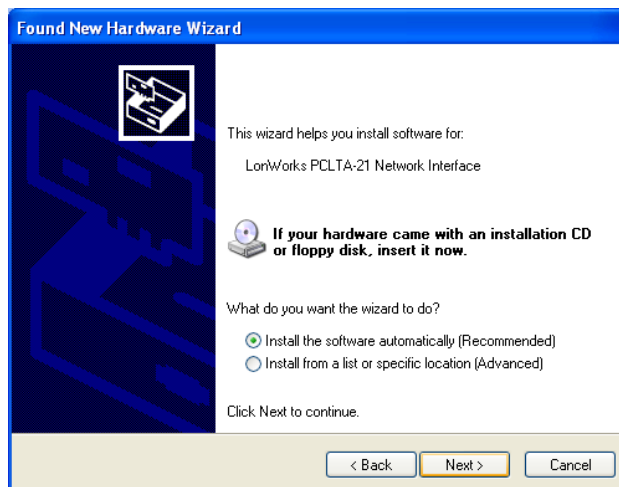 Found New Hardware Wizard
This wizard helps you install software for:
LonWorks PCLTA-21 Network Interface
If your hardware came with an installation CD
or floppy disk, insert it now.
What do you want the wizard to do?
Install the software automatically (Recommended)
Install from a list or specific location (Advanced)
Click Next to continue.
< Back
Next >
Cancel